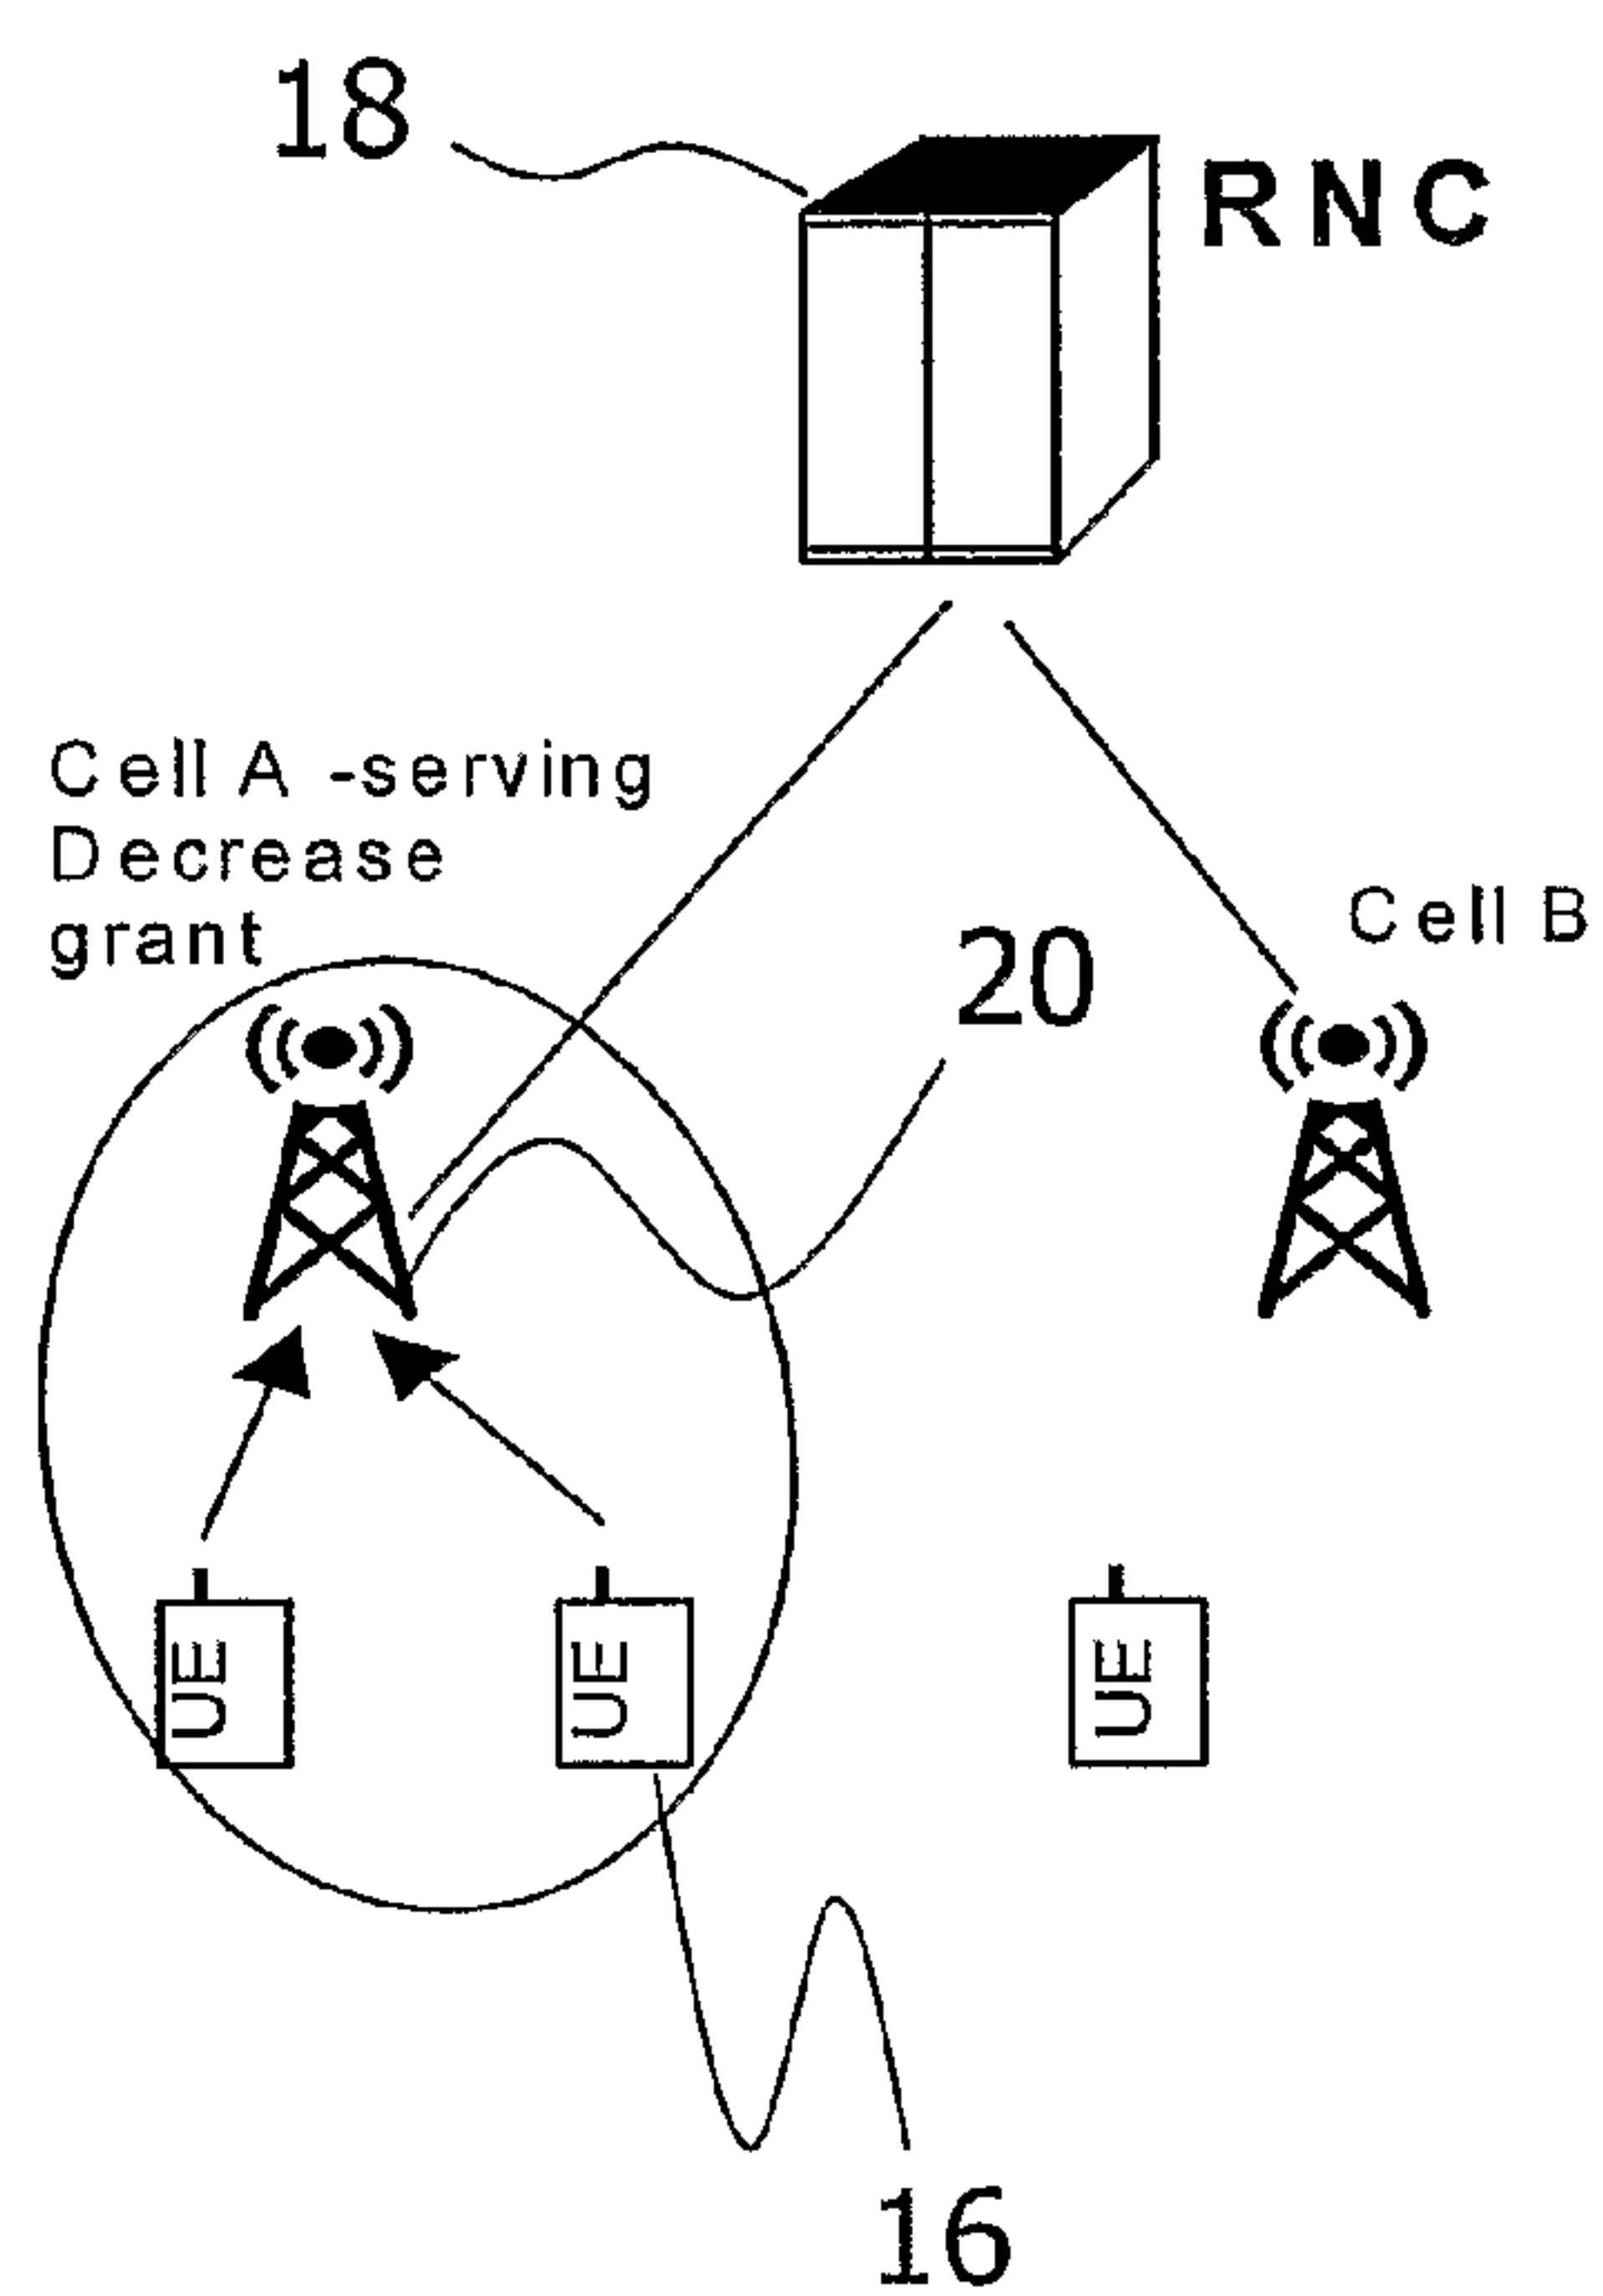 18
RNC
Cell A -serving
Decrease
grant
Cell B
20
UE
UE
UE
16